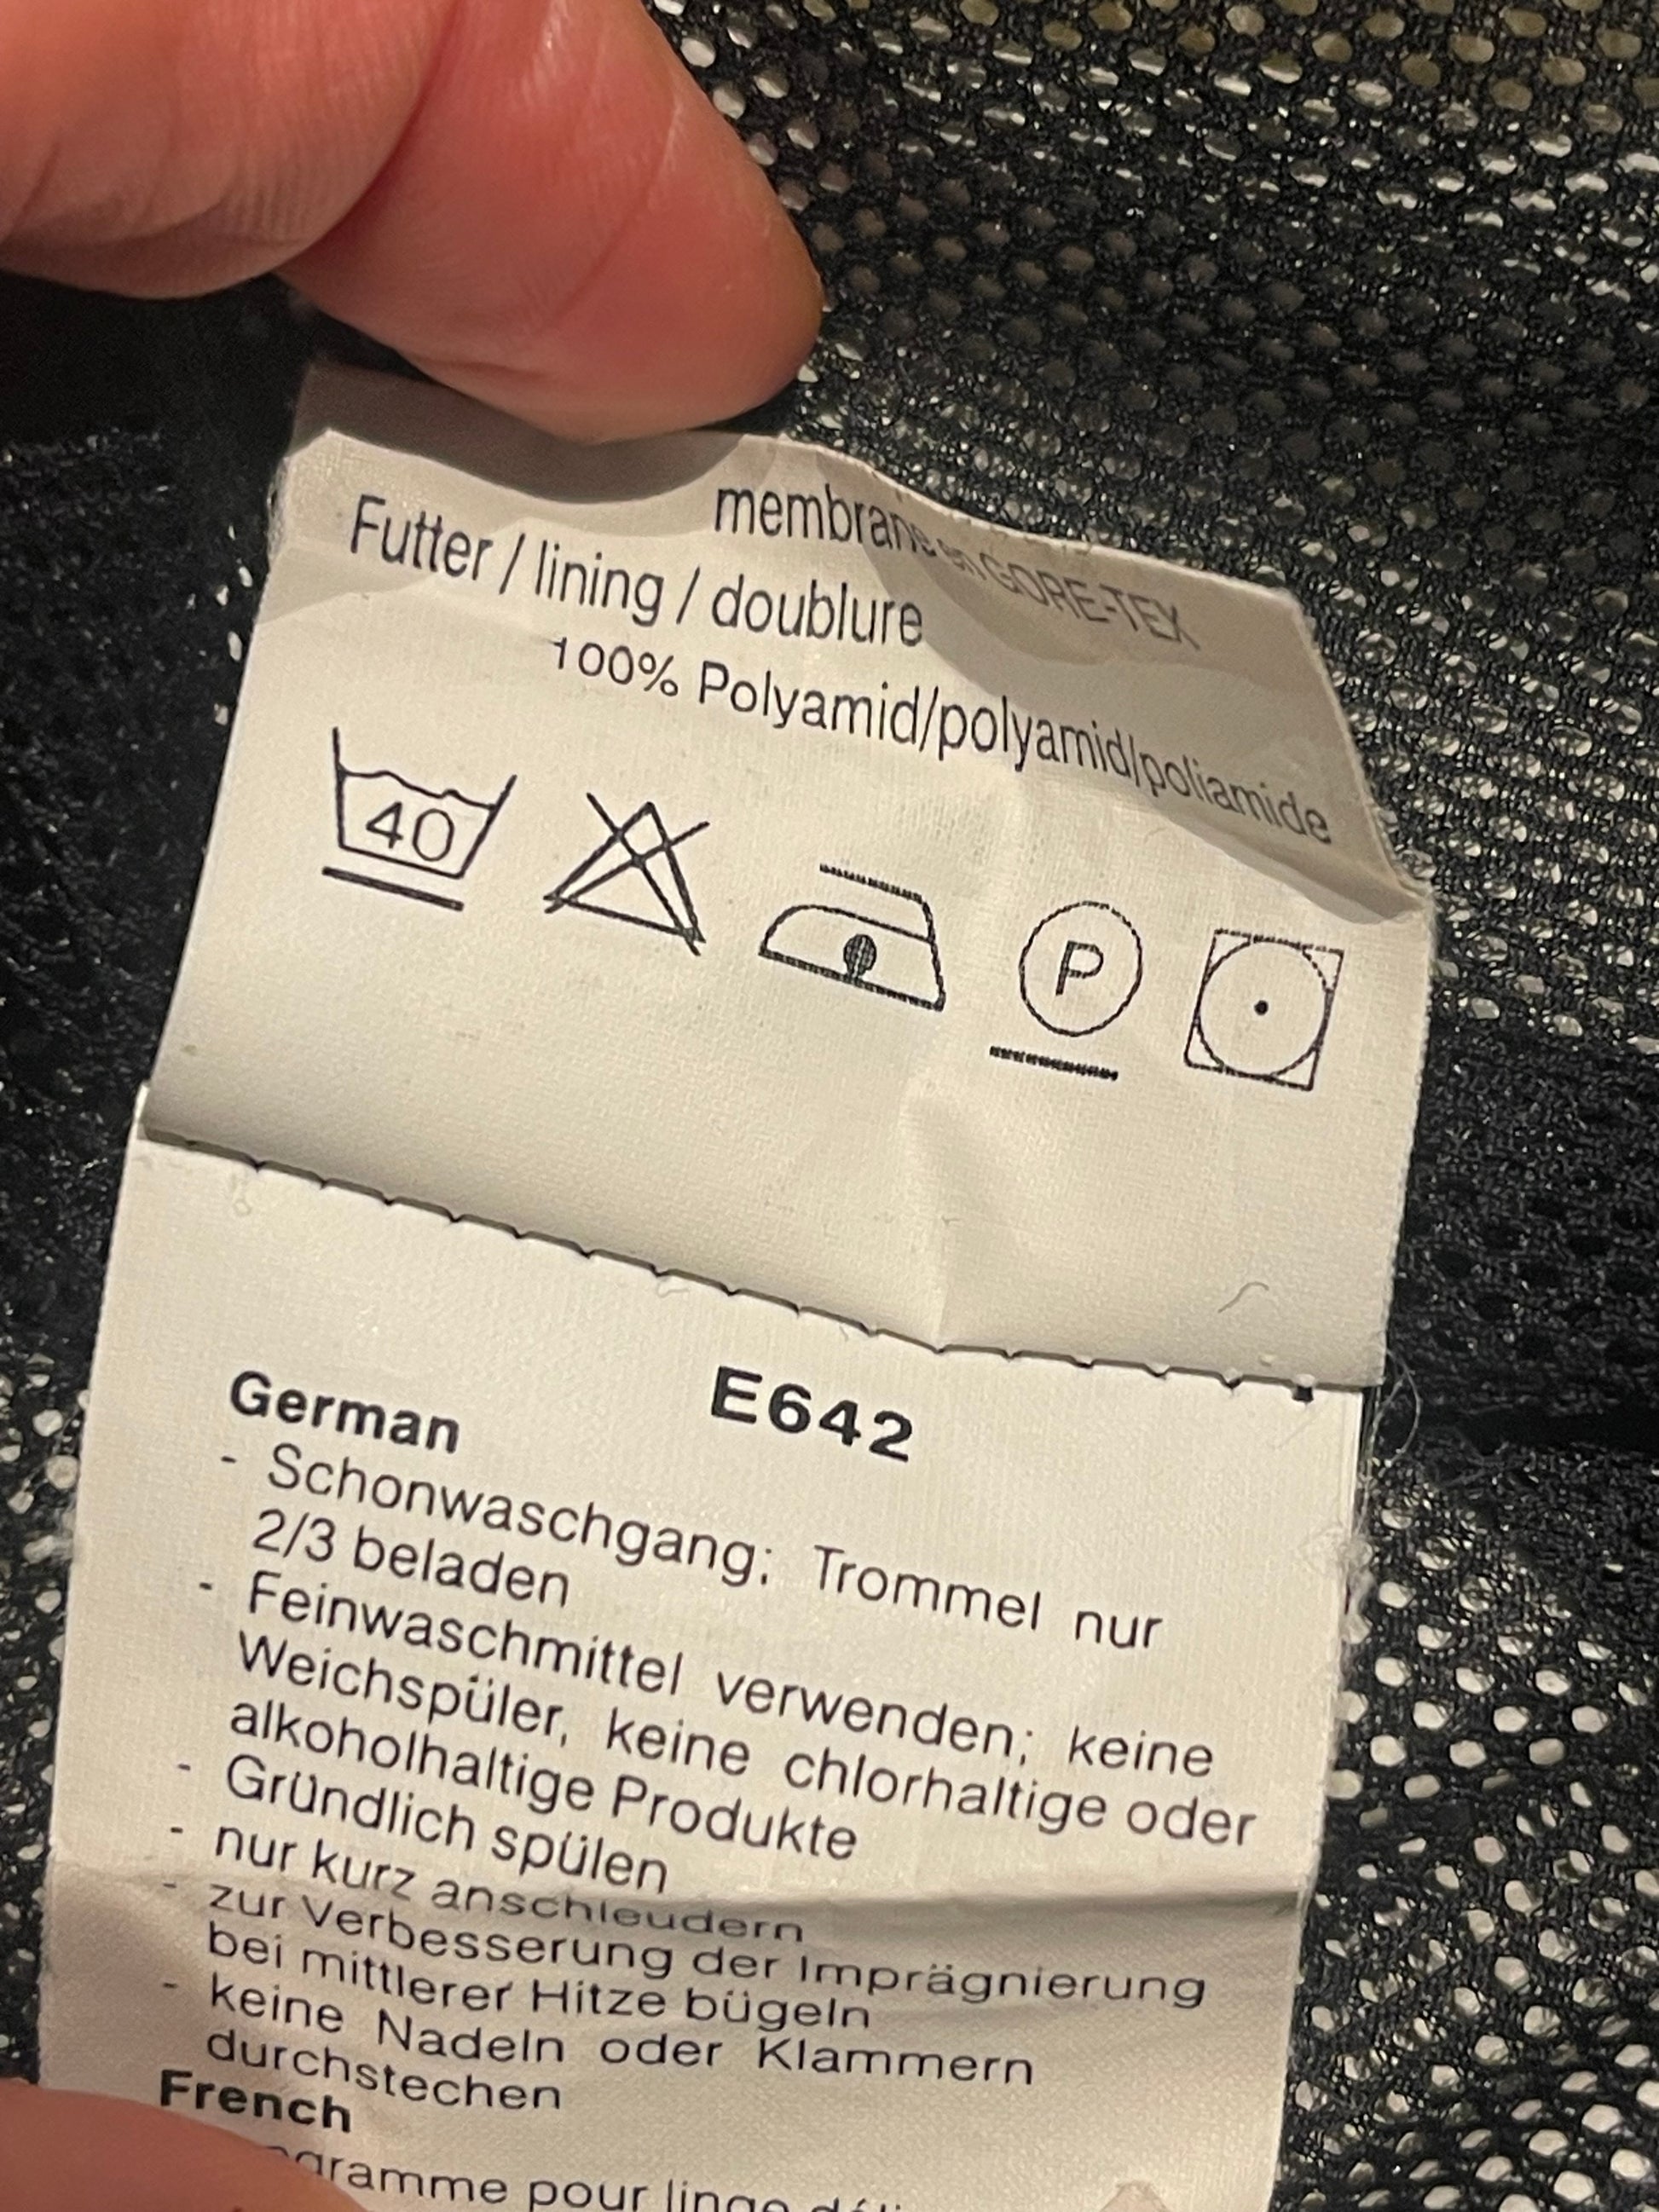 membrane en GORE-TEX
Futter / lining / doublure
100% Polyamid/polyamid/poliamide
40
P
E642
German
- Schonwaschgang; Trommel nur
2/3 beladen
- Feinwaschmittel verwenden; keine
Weichspüler, keine chlorhaltige oder
alkoholhaltige Produkte
- Gründlich spülen
- nur kurz anschleudern
- zur Verbesserung der Imprägnierung
bei mittlerer Hitze bügeln
- keine Nadeln oder Klammern
durchstechen
French
pour